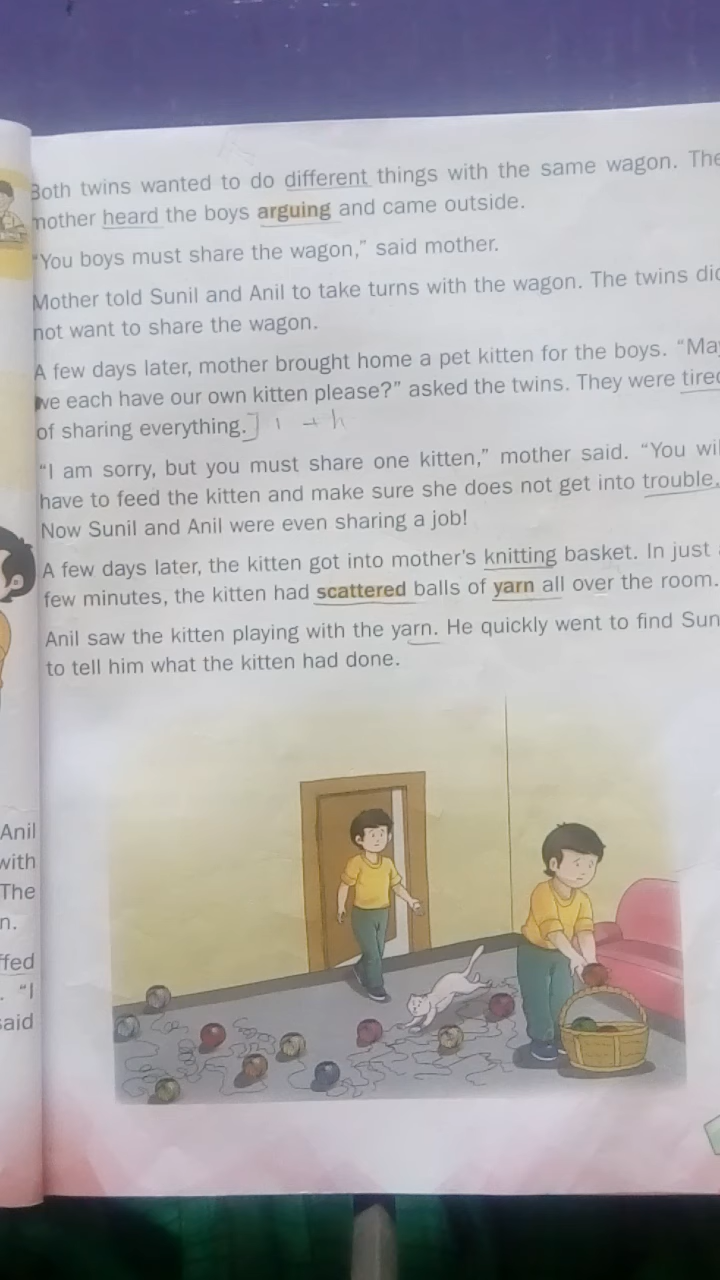 Both twins wanted to do different things with the same wagon. The
mother heard the boys arguing and came outside.
“You boys must share the wagon,” said mother.
Mother told Sunil and Anil to take turns with the wagon. The twins did
not want to share the wagon.
A few days later, mother brought home a pet kitten for the boys. “May
we each have our own kitten please?” asked the twins. They were tired
of sharing everything.
“I am sorry, but you must share one kitten,” mother said. “You will
have to feed the kitten and make sure she does not get into trouble.
Now Sunil and Anil were even sharing a job!
A few days later, the kitten got into mother's knitting basket. In just a
few minutes, the kitten had scattered balls of yarn all over the room.
Anil saw the kitten playing with the yarn. He quickly went to find Sun
to tell him what the kitten had done.
Anil
with
The
n.
ffed
. “I
said